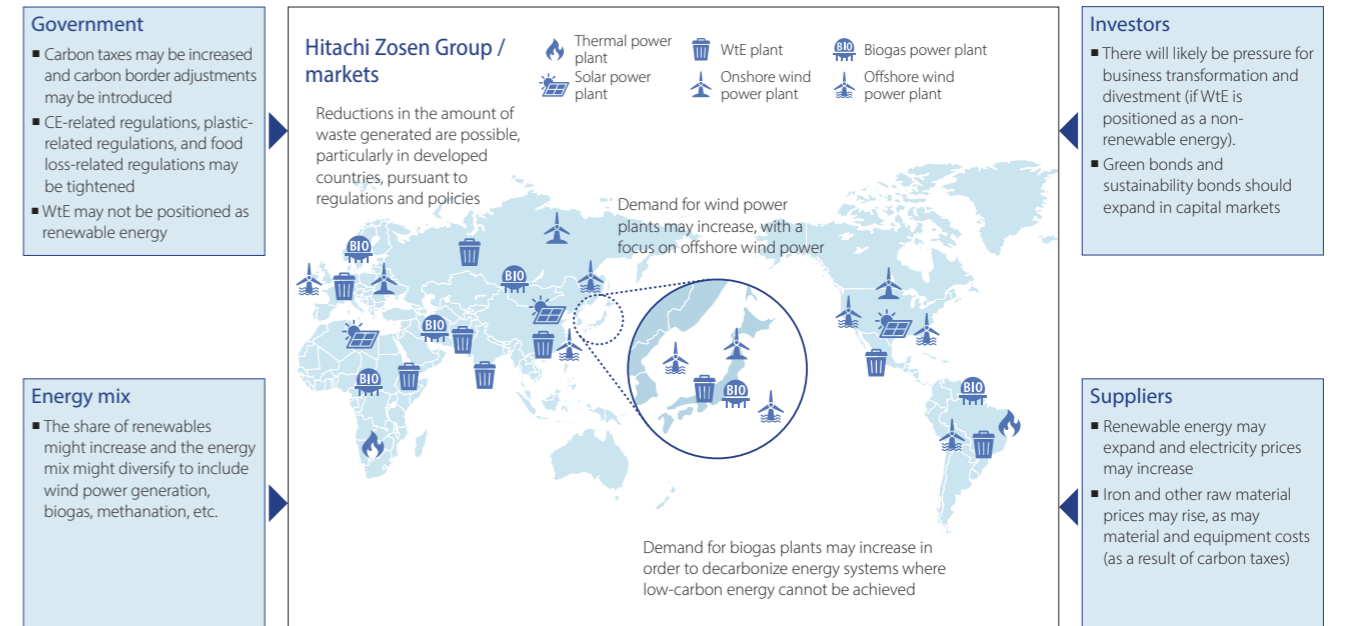 Government
▪ Carbon taxes may be increased
and carbon border adjustments
may be introduced
▪ CE-related regulations, plastic-
related regulations, and food
loss-related regulations may
be tightened
▪ WtE may not be positioned as
renewable energy
Energy mix
▪ The share of renewables
might increase and the energy
mix might diversify to include
wind power generation,
biogas, methanation, etc.
Hitachi Zosen Group /
markets
Thermal power
plant
WtE plant
BIO
Biogas power plant
Solar power
plant
Onshore wind
power plant
Offshore wind
power plant
Reductions in the amount of
waste generated are possible,
particularly in developed
countries, pursuant to
regulations and policies
Demand for wind power
plants may increase, with a
focus on offshore wind power
BIO
BIO
BIO
BIO
BIO
BIO
Demand for biogas plants may increase in
order to decarbonize energy systems where
low-carbon energy cannot be achieved
Investors
▪ There will likely be pressure for
business transformation and
divestment (if WtE is
positioned as a non-
renewable energy).
▪ Green bonds and
sustainability bonds should
expand in capital markets
Suppliers
▪ Renewable energy may
expand and electricity prices
may increase
▪ Iron and other raw material
prices may rise, as may
material and equipment costs
(as a result of carbon taxes)